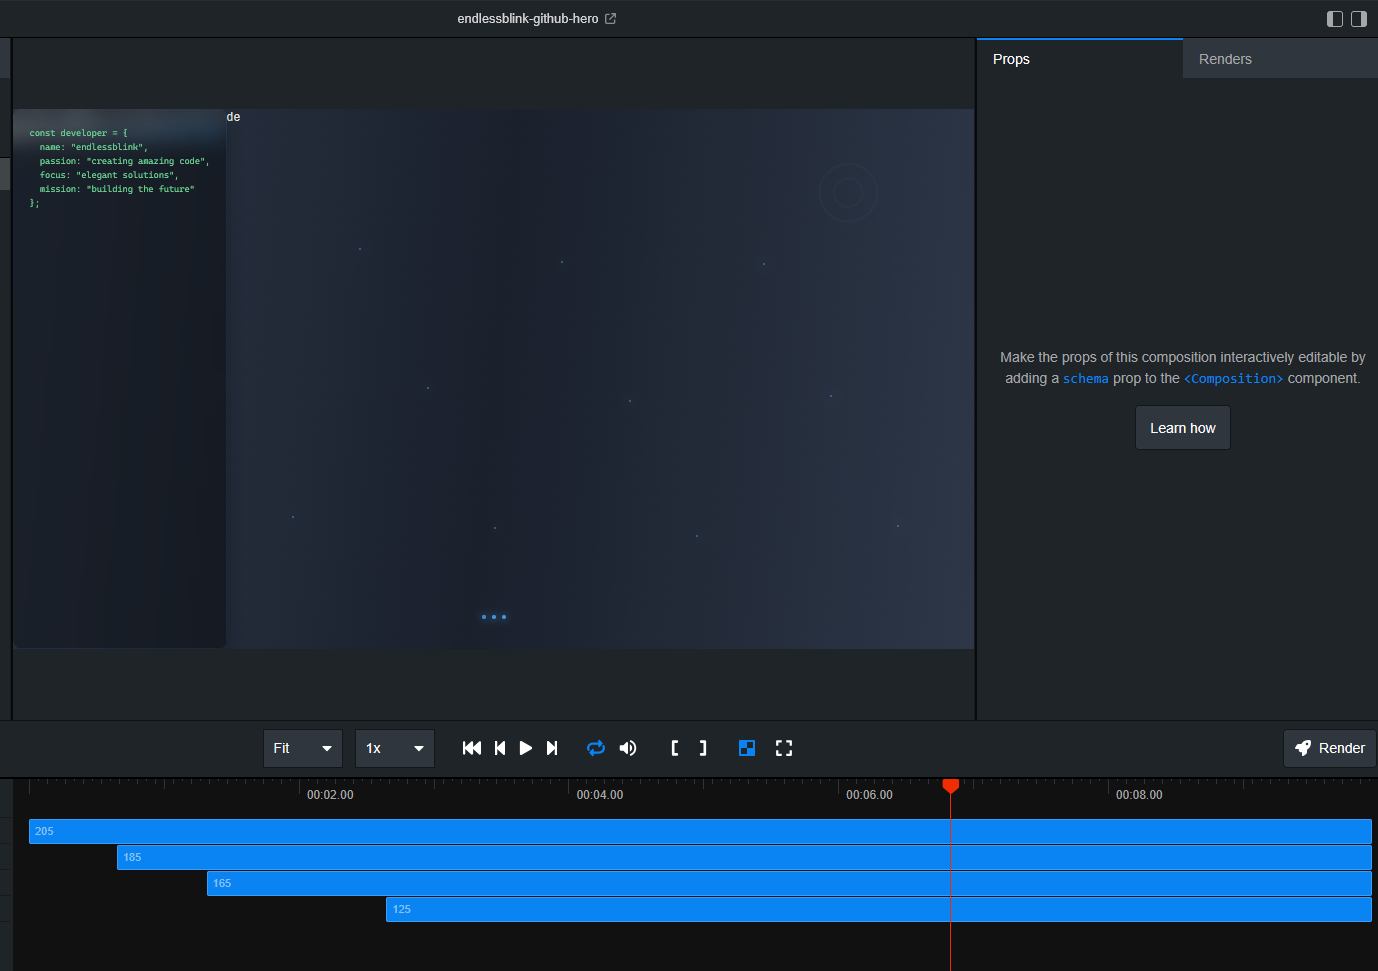 endlessblink-github-hero
Props
Renders
de
const developer = {
  name: "endlessblink",
  passion: "creating amazing code",
  focus: "elegant solutions",
  mission: "building the future"
};
Make the props of this composition interactively editable by
adding a schema prop to the <Composition> component.
Learn how
Fit
1x
Render
00:02.00
00:04.00
00:06.00
00:08.00
205
185
165
125